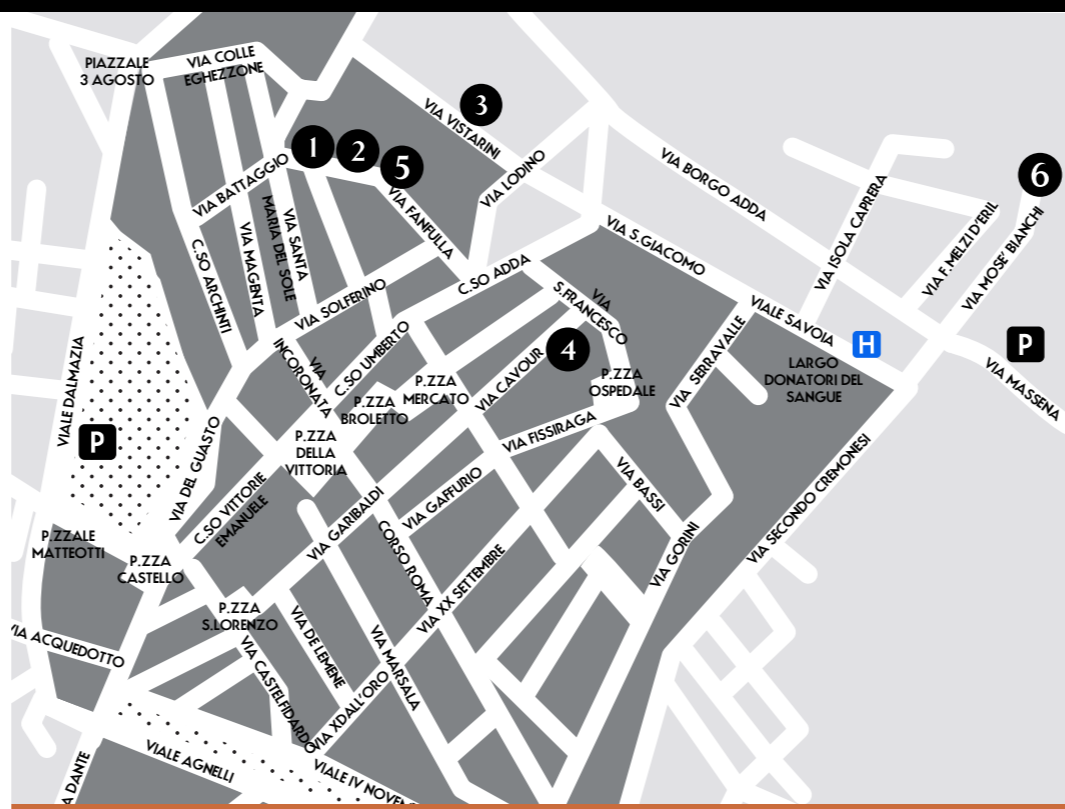 PIAZZALE
3 AGOSTO
VIA COLLE
EGHEZZONE
3
VIA VISTARINI
1
2
5
VIA BATTAGGIO
VIA LODINO
VIA BORGO ADDA
6
VIA FANFULLA
VIA SANTA
MARIA DEL SOLE
VIA MAGENTA
C.SO ARCHINTI
VIA ISOLA CAPRERA
VIA F. MELZI D'ERIL
VIA MOSE' BIANCHI
VIA S.GIACOMO
C.SO ADDA
VIA SOLFERINO
VIA
S.FRANCESCO
VIALE SAVOIA
H
P
VIALE DALMAZIA
VIA
INCORONATA
C.SO UMBERTO
4
VIA CAVOUR
VIA SERRAVALLE
LARGO
DONATORI DEL
SANGUE
VIA MASSENA
P.ZZA
MERCATO
P.ZZA
OSPEDALE
P.ZZA
BROLETTO
P
P.ZZA
DELLA
VITTORIA
VIA FISSIRAGA
VIA DEL GUASTO
C.SO VITTORIE
EMANUELE
VIA GARIBALDI
VIA GAFFURIO
VIA BASSI
VIA SECONDO CREMONESI
P.ZZALE
MATTEOTTI
P.ZZA
CASTELLO
CORSO ROMA
VIA XX SETTEMBRE
VIA GORINI
P.ZZA
S.LORENZO
VIA ACQUEDOTTO
VIA DE LEMENE
VIA MARSALA
VIA CASTELFIDARDO
VIA XDALL'ORO
VIALE AGNELLI
VIALE IV NOVEM
A DANTE